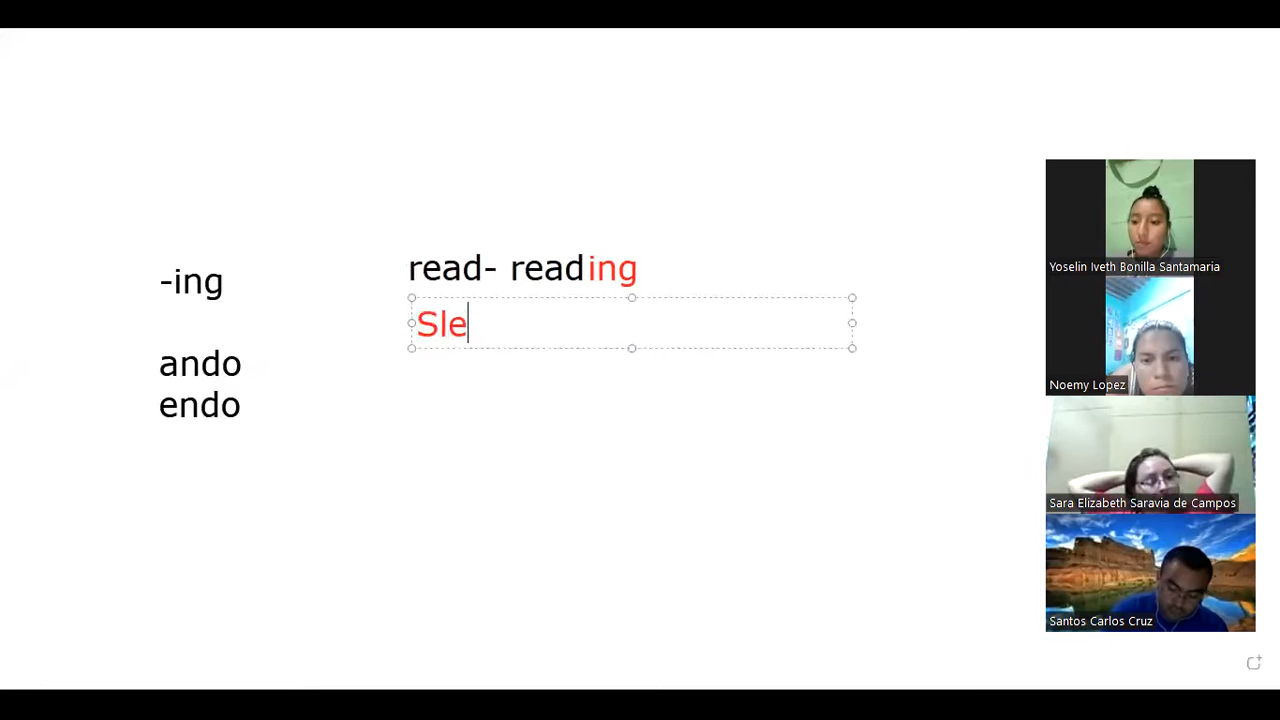 -ing
ando
endo
read- reading
Sle
Yoselin Iveth Bonilla Santamaria
Noemy Lopez
Sara Elizabeth Saravia de Campos
Santos Carlos Cruz